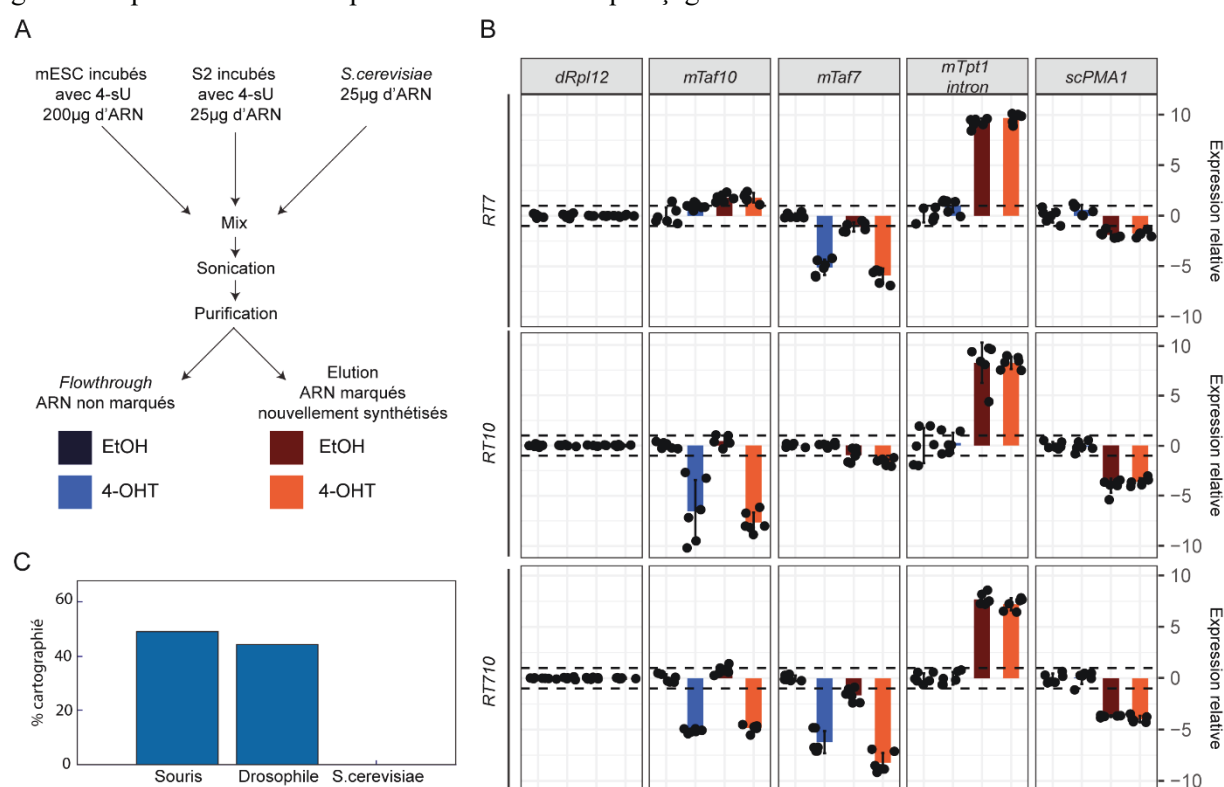 A
mESC incubés
avec 4-sU
200µg d'ARN
S2 incubés
avec 4-sU
25µg d'ARN
S.cerevisiae
25µg d'ARN
Mix
Sonication
Purification
Flowthrough
ARN non marqués
Elution
ARN marqués
nouvellement synthétisés
EtOH
4-OHT
EtOH
4-OHT
B
dRpl12
mTaf10
mTaf7
mTpt1
intron
scPMA1
RT7
10
5
0
−5
−10
Expression relative
RT10
10
5
0
−5
−10
Expression relative
RT710
10
5
0
−5
−10
Expression relative
C
% cartographié
60
40
20
0
Souris
Drosophile
S.cerevisiae